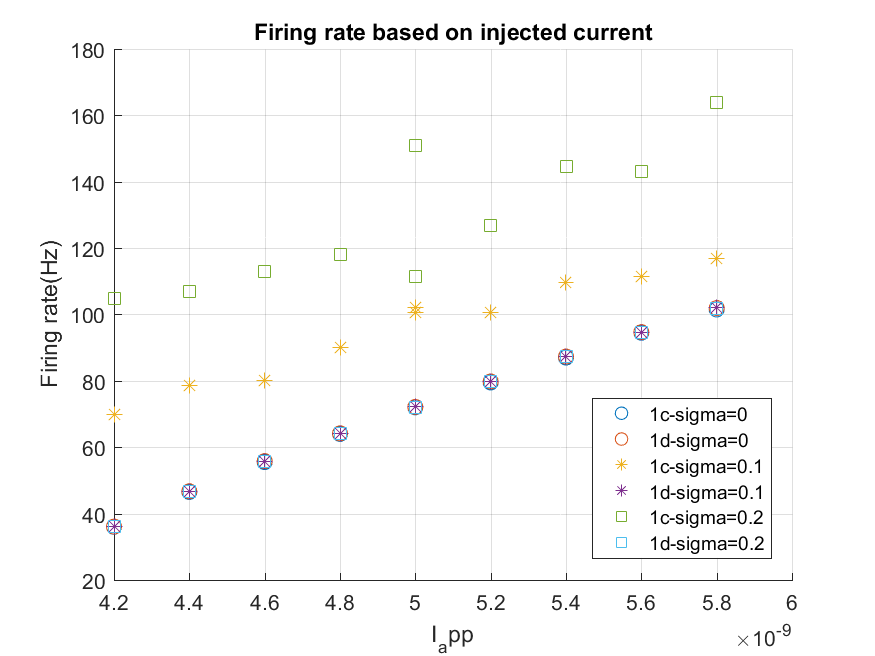 Firing rate based on injected current
Firing rate(Hz)
180
160
140
120
100
80
60
40
20
1c-sigma=0
1d-sigma=0
1c-sigma=0.1
1d-sigma=0.1
1c-sigma=0.2
1d-sigma=0.2
4.2 4.4 4.6 4.8 5 5.2 5.4 5.6 5.8 6
I_app
×10^-9